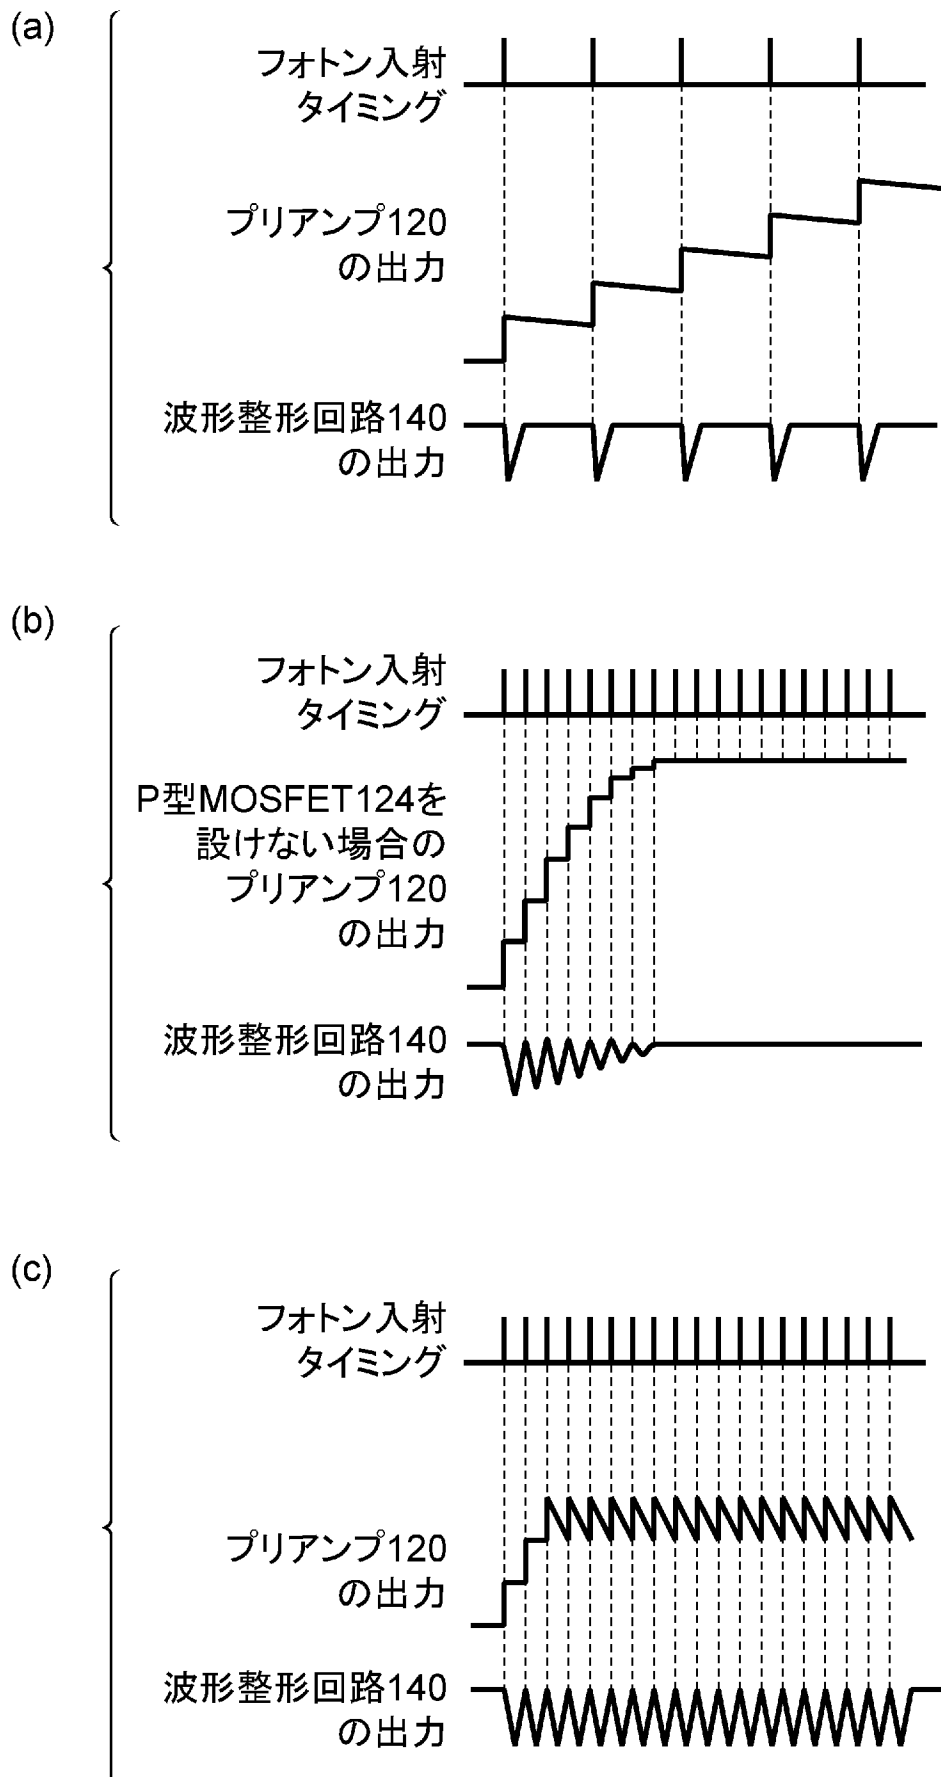 (a)
フォトン入射
タイミング
プリアンプ120
の出力
波形整形回路140
の出力
(b)
フォトン入射
タイミング
P型MOSFET124を
設けない場合の
プリアンプ120
の出力
波形整形回路140
の出力
(c)
フォトン入射
タイミング
プリアンプ120
の出力
波形整形回路140
の出力